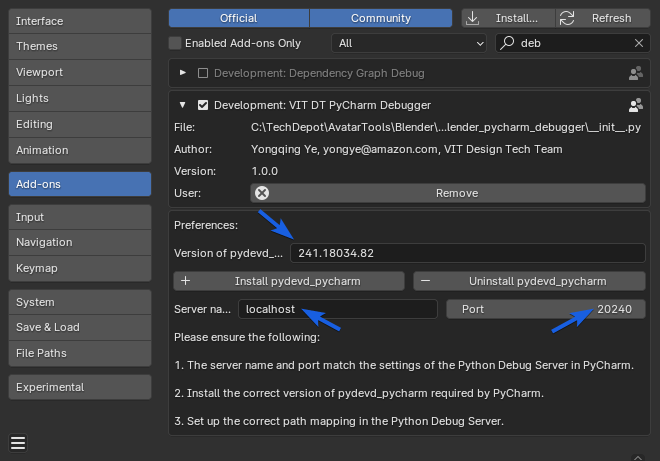 Interface
Themes
Viewport
Lights
Editing
Animation
Add-ons
Input
Navigation
Keymap
System
Save & Load
File Paths
Experimental
Official Community Install... Refresh
Enabled Add-ons Only All deb
Development: Dependency Graph Debug
Development: VIT DT PyCharm Debugger
File: C:\TechDepot\AvatarTools\Blender\...lender_pycharm_debugger\__init__.py
Author: Yongqing Ye, yongye@amazon.com, VIT Design Tech Team
Version: 1.0.0
User: Remove
Preferences:
Version of pydevd_... 241.18034.82
Install pydevd_pycharm Uninstall pydevd_pycharm
Server na... localhost Port 20240
Please ensure the following:
1. The server name and port match the settings of the Python Debug Server in PyCharm.
2. Install the correct version of pydevd_pycharm required by PyCharm.
3. Set up the correct path mapping in the Python Debug Server.